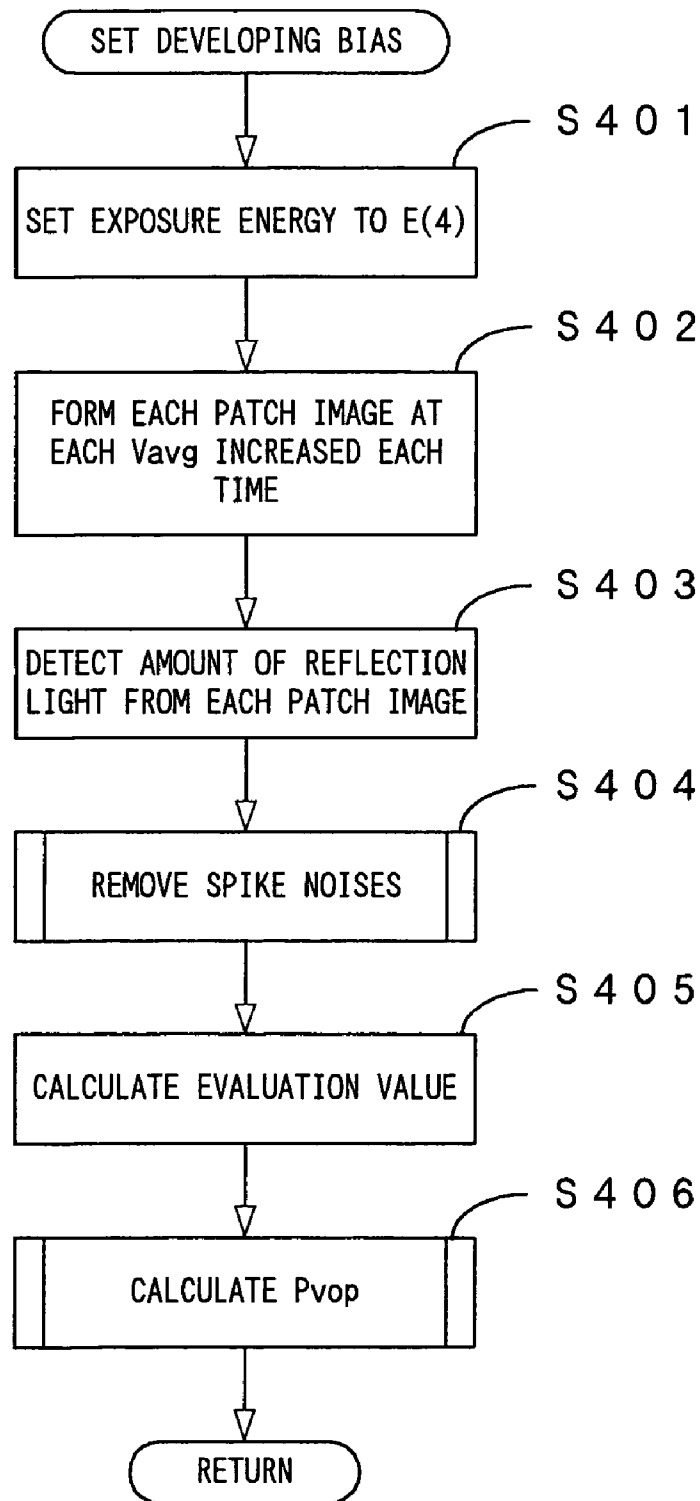 SET DEVELOPING BIAS
S401
SET EXPOSURE ENERGY TO E(4)
S402
FORM EACH PATCH IMAGE AT
EACH Vavg INCREASED EACH
TIME
S403
DETECT AMOUNT OF REFLECTION
LIGHT FROM EACH PATCH IMAGE
S404
REMOVE SPIKE NOISES
S405
CALCULATE EVALUATION VALUE
S406
CALCULATE Pvop
RETURN